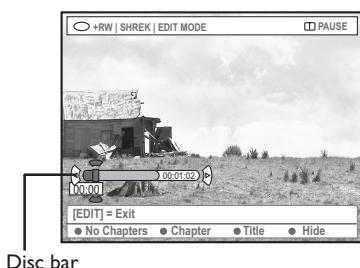 +RW | SHREK | EDIT MODE PAUSE
00:01:02
00:00
[EDIT] = Exit
No Chapters Chapter Title Hide
Disc bar